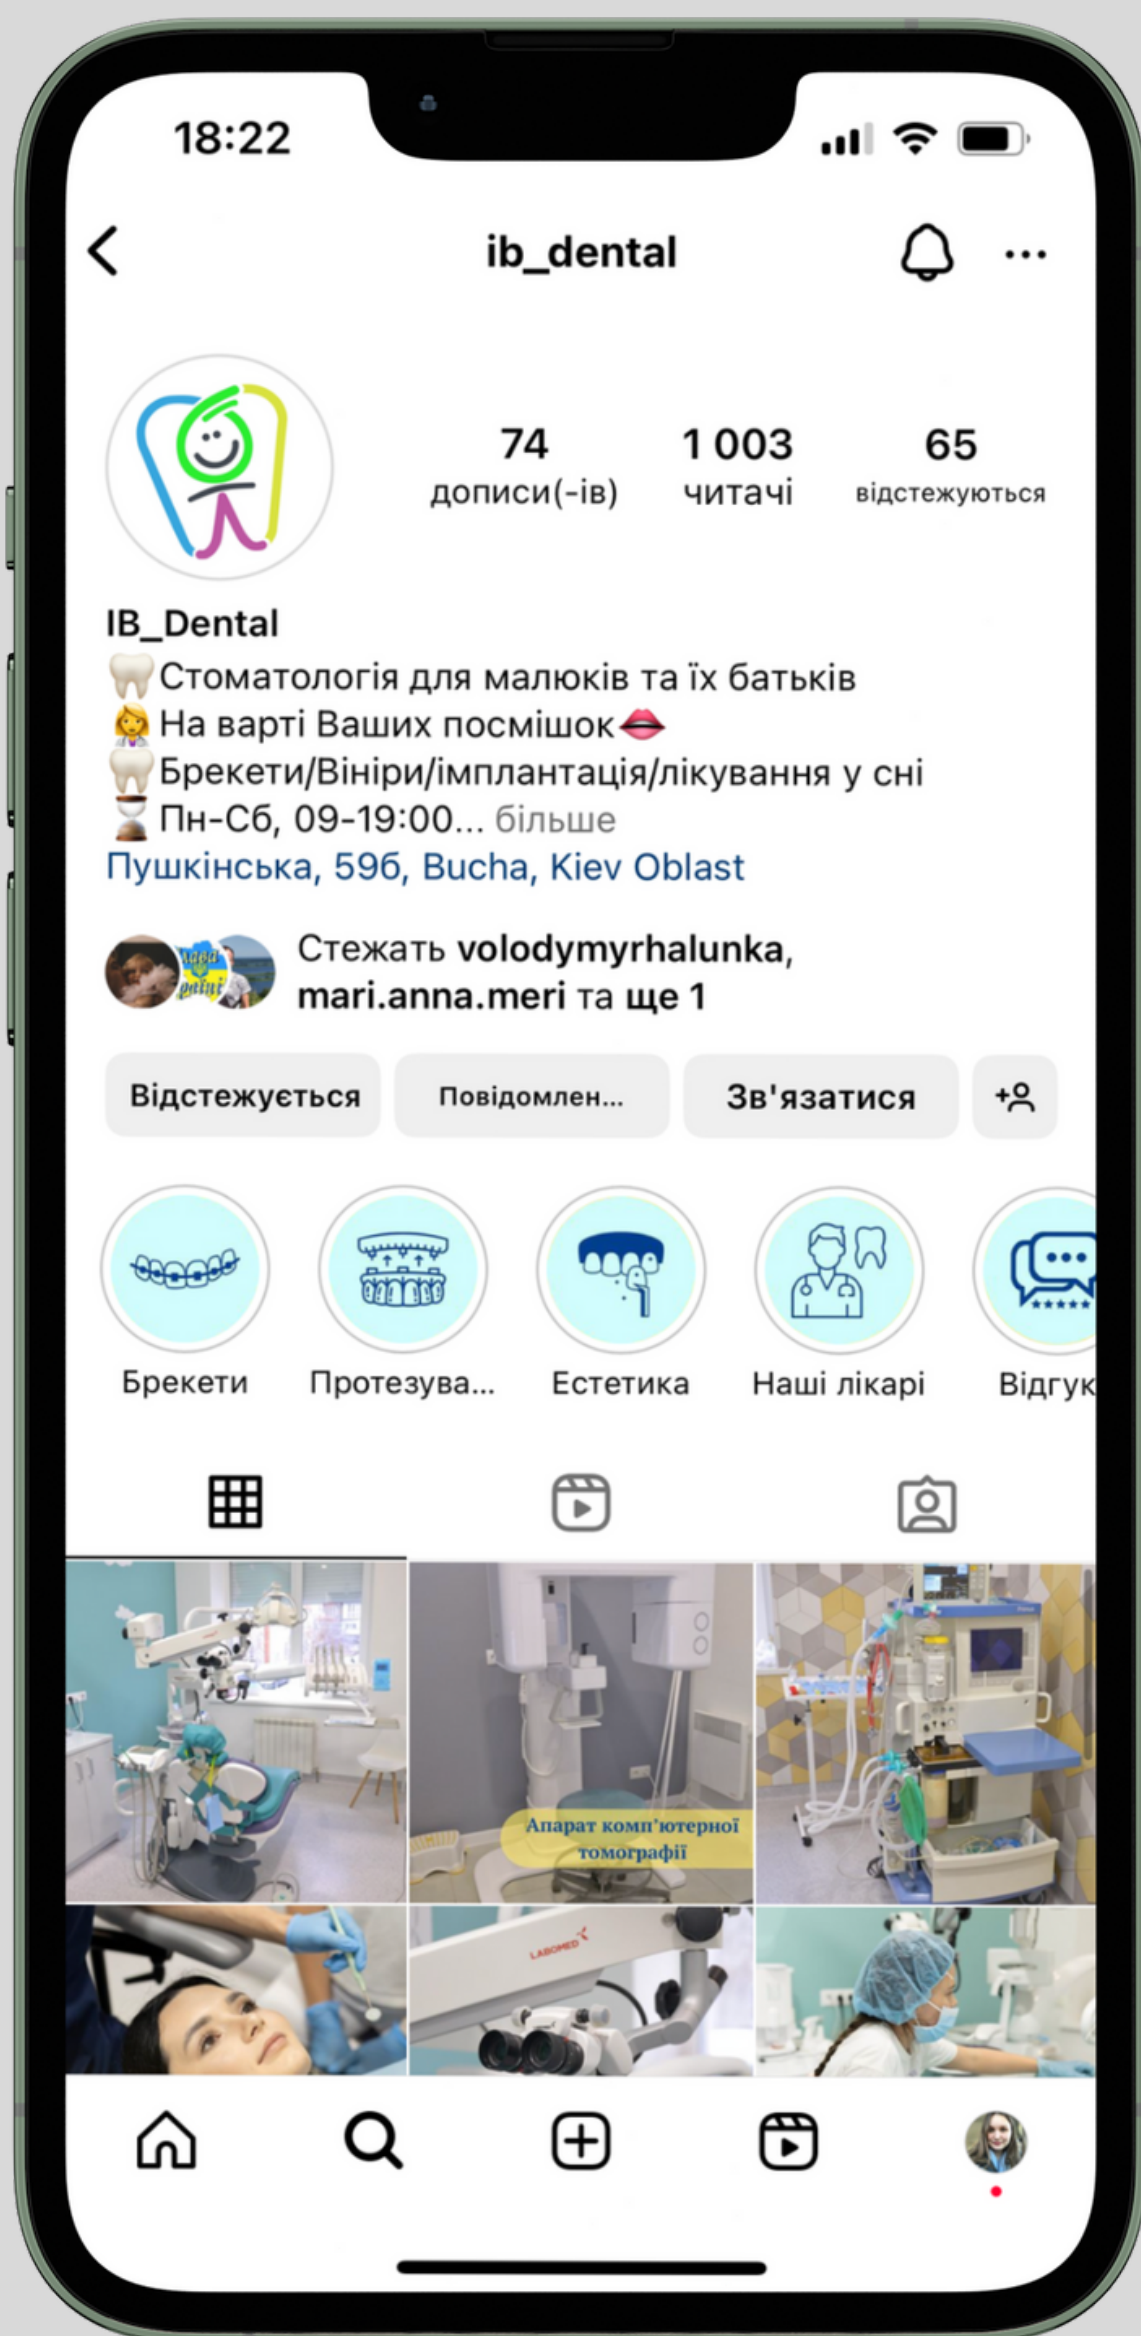 18:22
ib_dental
74
дописи(-ів)
1 003
читачі
65
відстежуються
IB_Dental
Стоматологія для малюків та їх батьків
На варті Ваших посмішок
Брекети/Вініри/імплантація/лікування у сні
Пн-Сб, 09-19:00... більше
Пушкінська, 59б, Bucha, Kiev Oblast
Стежать volodymyrhalunka,
mari.anna.meri та ще 1
Відстежується
Повідомлен...
Зв'язатися
Брекети
Протезува...
Естетика
Наші лікарі
Відгук
Апарат комп'ютерної
томографії
LABOMED